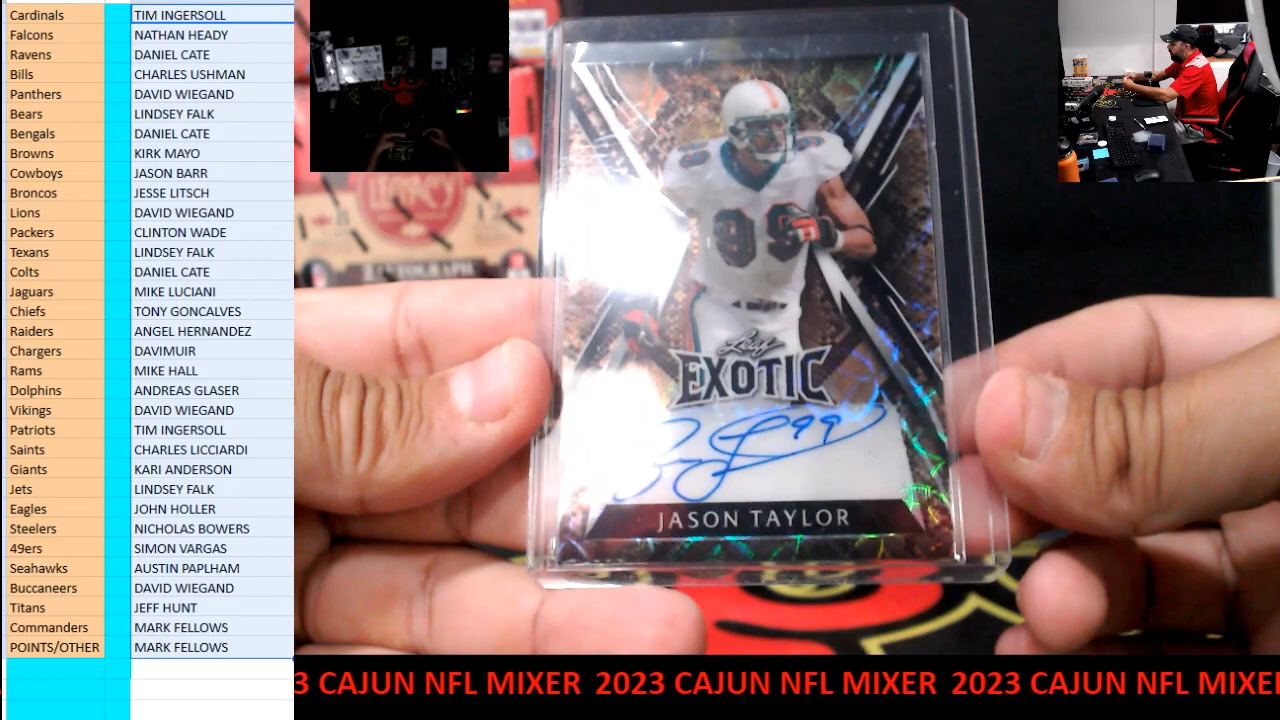 Cardinals TIM INGERSOLL
Falcons NATHAN HEADY
Ravens DANIEL CATE
Bills CHARLES USHMAN
Panthers DAVID WIEGAND
Bears LINDSEY FALK
Bengals DANIEL CATE
Browns KIRK MAYO
Cowboys JASON BARR
Broncos JESSE LITSCH
Lions DAVID WIEGAND
Packers CLINTON WADE
Texans LINDSEY FALK
Colts DANIEL CATE
Jaguars MIKE LUCIANI
Chiefs TONY GONCALVES
Raiders ANGEL HERNANDEZ
Chargers DAVIMUIR
Rams MIKE HALL
Dolphins ANDREAS GLASER
Vikings DAVID WIEGAND
Patriots TIM INGERSOLL
Saints CHARLES LICCIARDI
Giants KARI ANDERSON
Jets LINDSEY FALK
Eagles JOHN HOLLER
Steelers NICHOLAS BOWERS
49ers SIMON VARGAS
Seahawks AUSTIN PAPLHAM
Buccaneers DAVID WIEGAND
Titans JEFF HUNT
Commanders MARK FELLOWS
POINTS/OTHER MARK FELLOWS
LEGACY
99
Leaf
EXOTIC
99
JASON TAYLOR
3 CAJUN NFL MIXER 2023 CAJUN NFL MIXER 2023 CAJUN NFL MIXE